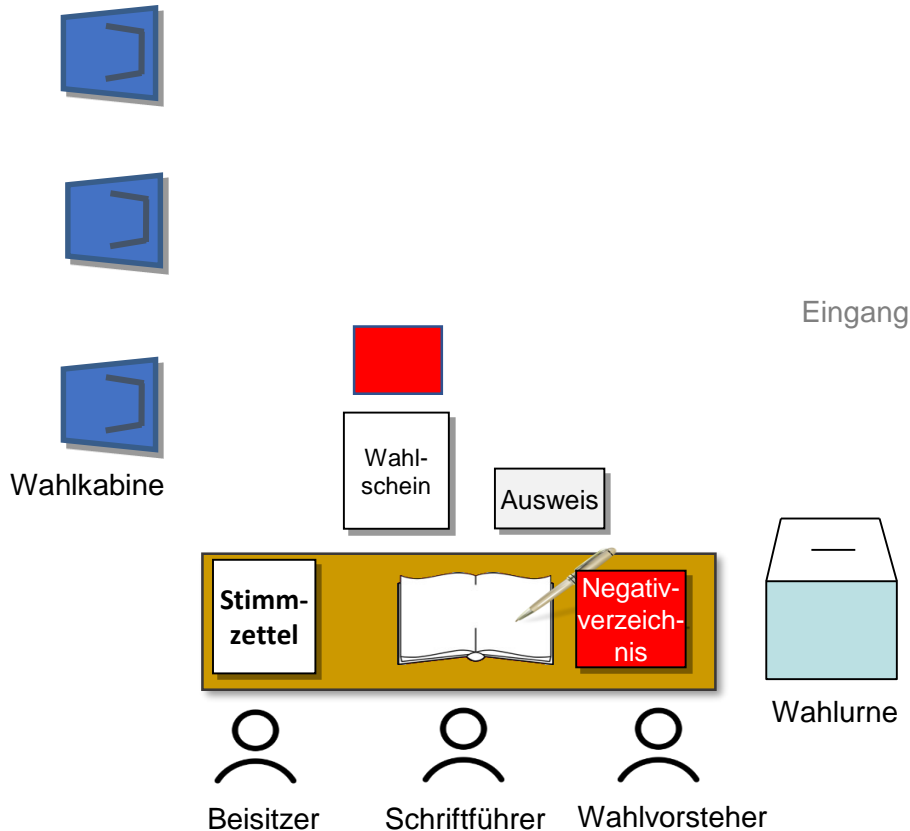 Eingang
Wahl-
schein
Ausweis
Wahlkabine
Stimm-
zettel
Negativ-
verzeich-
nis
Wahlurne
Beisitzer
Schriftführer
Wahlvorsteher